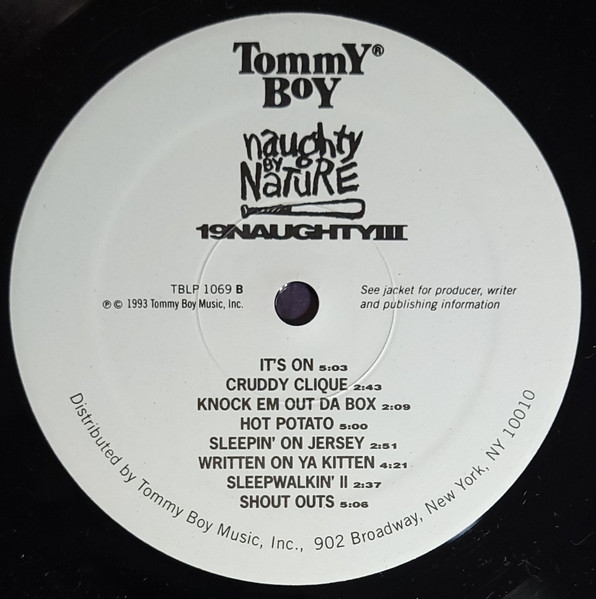 Tommy®
Boy
naughty
BY
NATURE
19NAUGHTYIII
TBLP 1069 B
℗ © 1993 Tommy Boy Music, Inc.
See jacket for producer, writer
and publishing information
IT'S ON 5:03
CRUDDY CLIQUE 2:43
KNOCK EM OUT DA BOX 2:09
HOT POTATO 5:00
SLEEPIN' ON JERSEY 2:51
WRITTEN ON YA KITTEN 4:21
SLEEPWALKIN' II 2:37
SHOUT OUTS 5:06
Distributed by Tommy Boy Music, Inc., 902 Broadway, New York, NY 10010